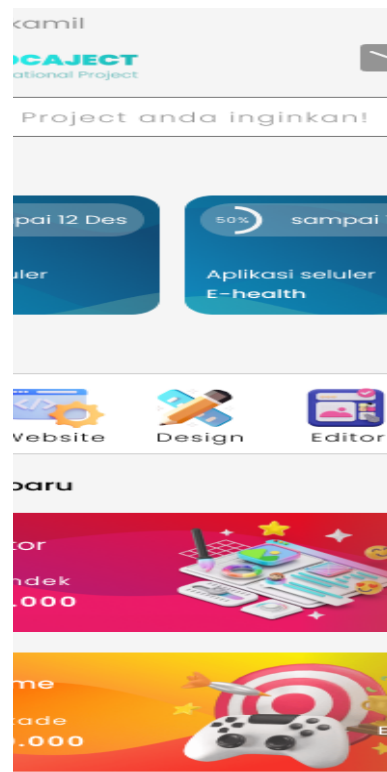 kamil
OCAJECT
ational Project
Project anda inginkan!
pai 12 Des
50%
sampai
uler
Aplikasi seluler
E-health
Website
Design
Editor
baru
tor
ndek
.000
me
cade
0.000
E